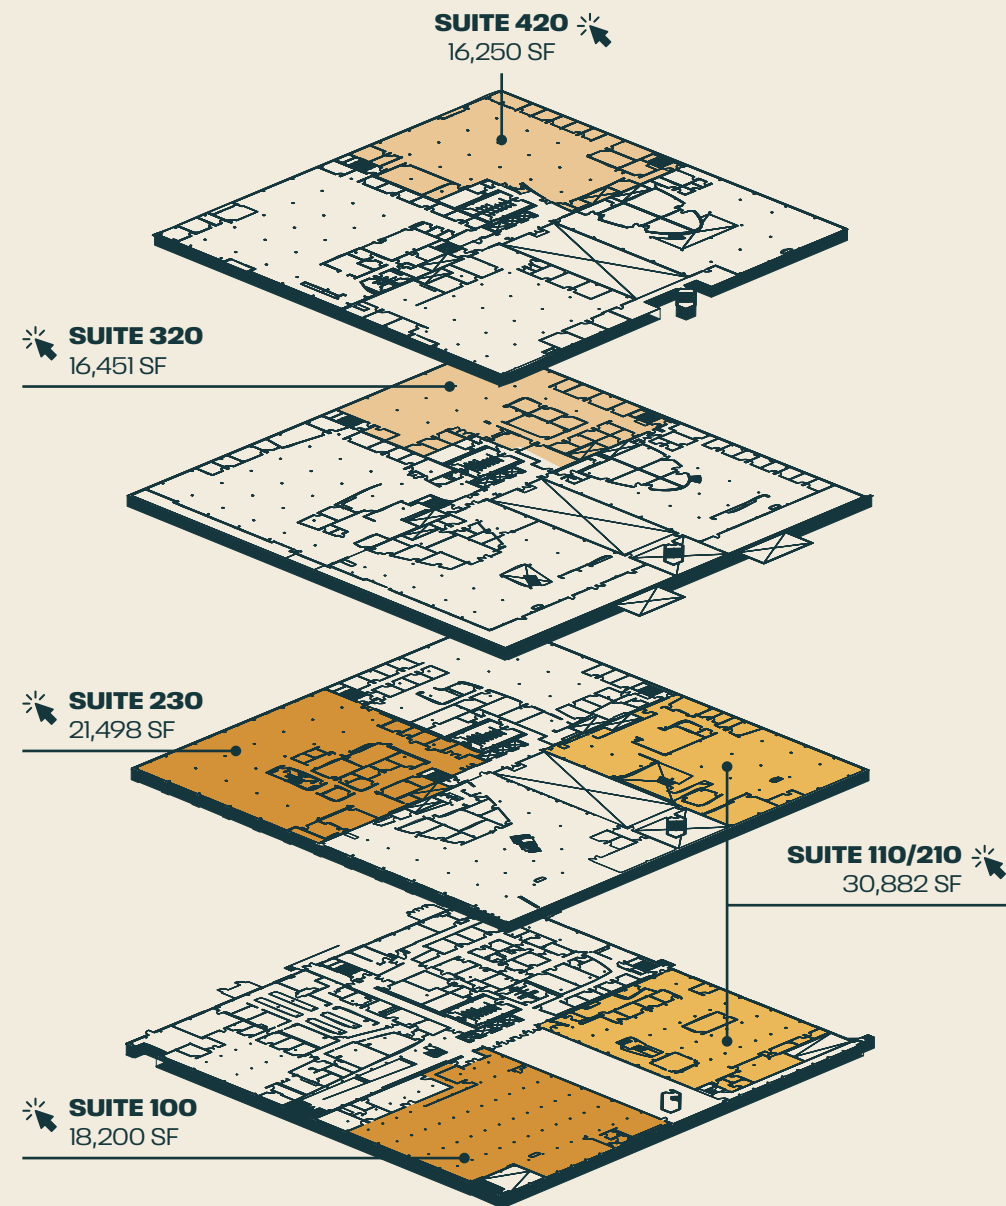 SUITE 420
16,250 SF
SUITE 320
16,451 SF
SUITE 230
21,498 SF
SUITE 110/210
30,882 SF
SUITE 100
18,200 SF